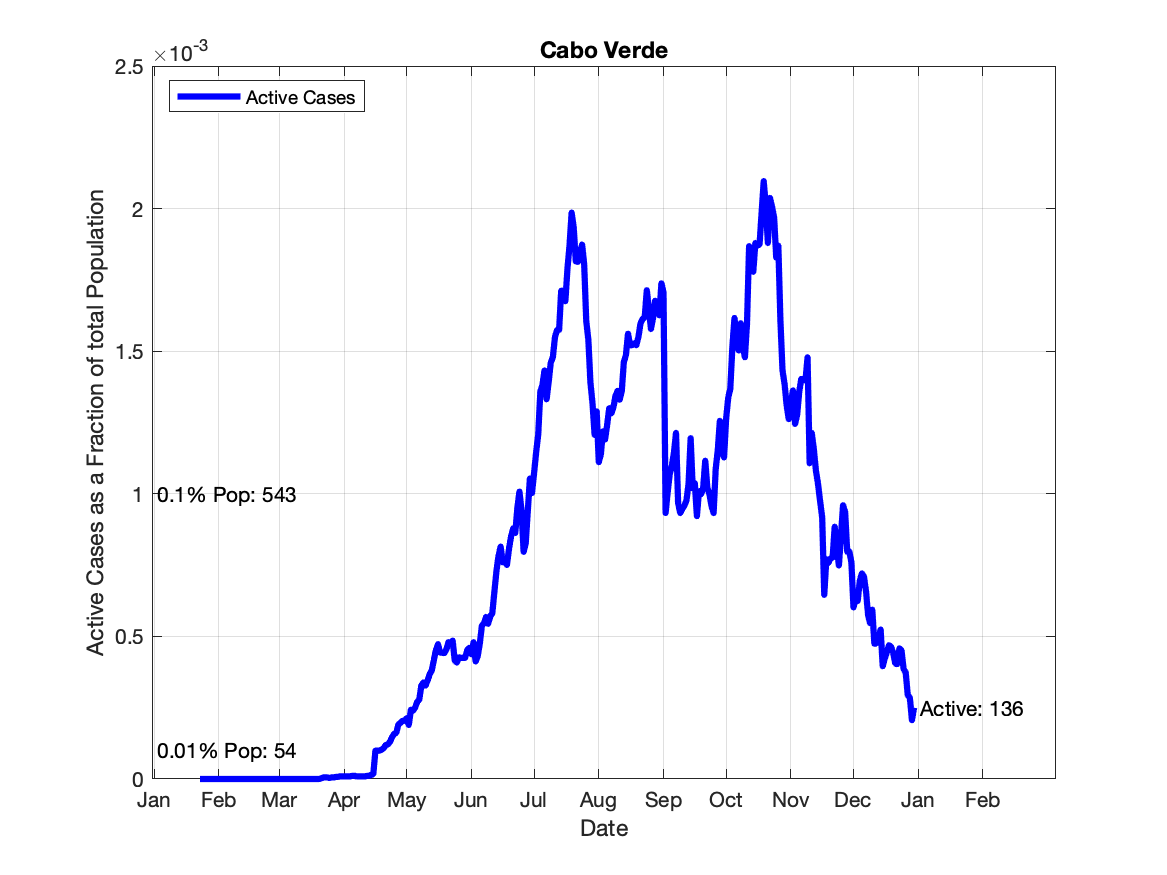 Cabo Verde
×10-3
2.5
2
1.5
1
0.5
0
Active Cases
0.1% Pop: 543
0.01% Pop: 54
Active: 136
Active Cases as a Fraction of total Population
Jan Feb Mar Apr May Jun Jul Aug Sep Oct Nov Dec Jan Feb
Date